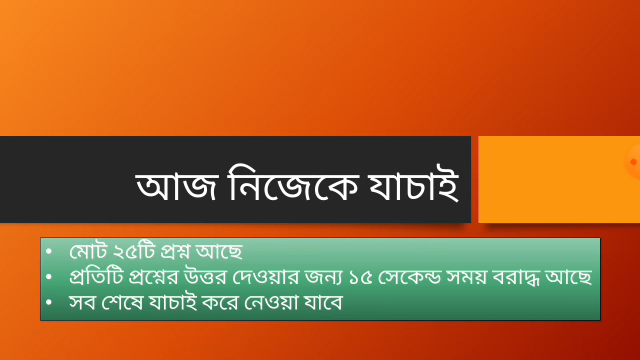 আজ নিজেকে যাচাই
• মোট ২৫টি প্রশ্ন আছে
• প্রতিটি প্রশ্নের উত্তর দেওয়ার জন্য ১৫ সেকেন্ড সময় বরাদ্ধ আছে
• সব শেষে যাচাই করে নেওয়া যাবে